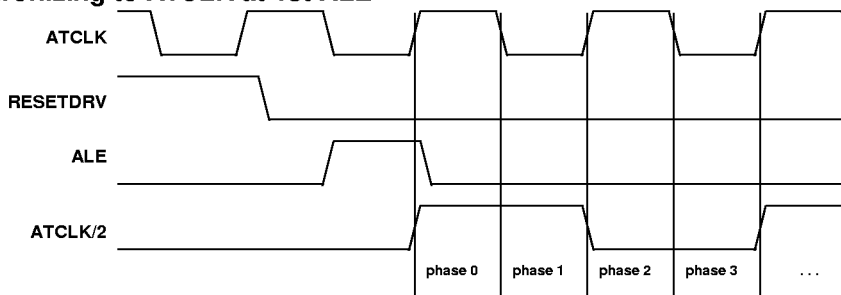 ATCLK
RESETDRV
ALE
ATCLK/2
phase 0 phase 1 phase 2 phase 3 . . .